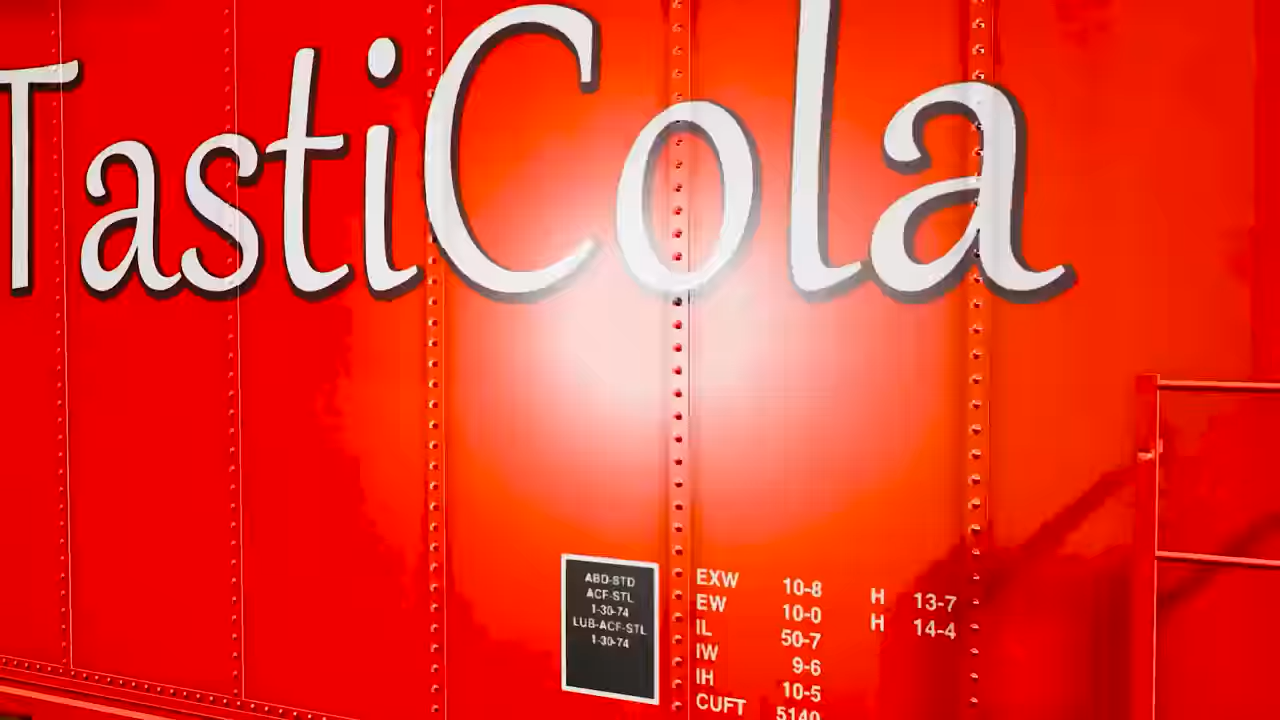 TastiCola
ABD-STD
ACF-STL
1-30-74
LUB-ACF-STL
1-30-74
EXW 10-8 H 13-7
EW 10-0 H 14-4
IL 50-7
IW 9-6
IH 10-5
CUFT 5140